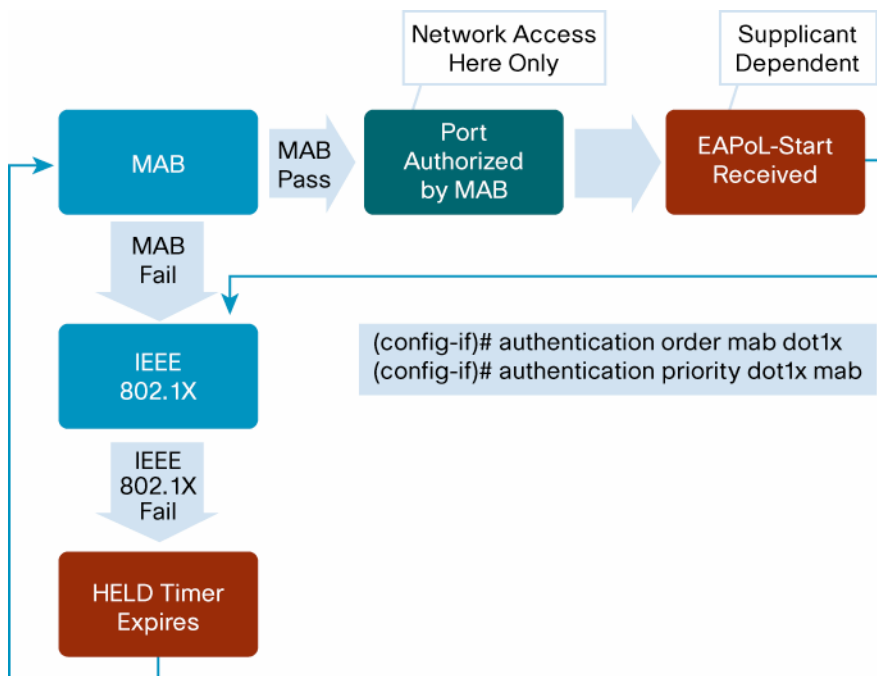 Network Access
Here Only
Supplicant
Dependent
MAB
MAB
Pass
Port
Authorized
by MAB
EAPoL-Start
Received
MAB
Fail
IEEE
802.1X
(config-if)# authentication order mab dot1x
(config-if)# authentication priority dot1x mab
IEEE
802.1X
Fail
HELD Timer
Expires